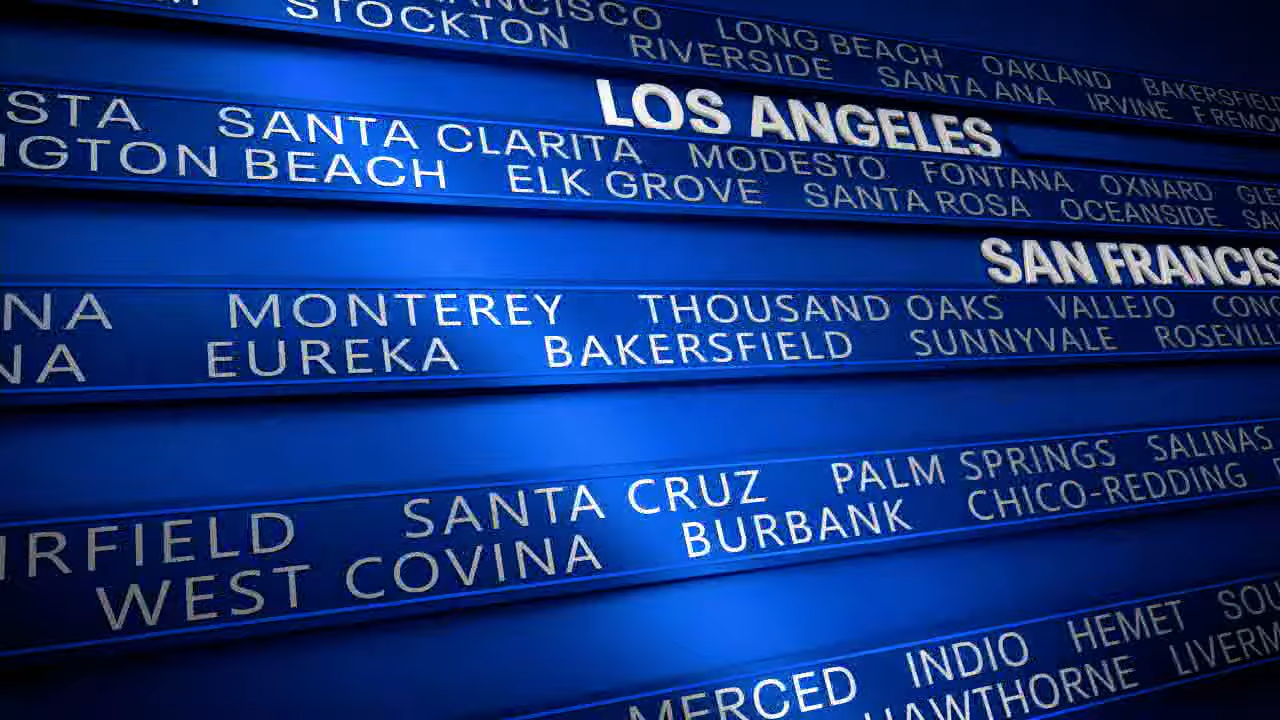 STOCKTON RIVERSIDE SANTA ANA IRVINE
LONG BEACH OAKLAND
LOS ANGELES
SANTA CLARITA MODESTO FONTANA OXNARD
BEACH ELK GROVE SANTA ROSA OCEANSIDE
SAN
MONTEREY THOUSAND OAKS VALLEJO
EUREKA BAKERSFIELD SUNNYVALE
SANTA CRUZ PALM SPRINGS SALINAS
WEST COVINA BURBANK CHICO-REDDING
MERCED INDIO HEMET